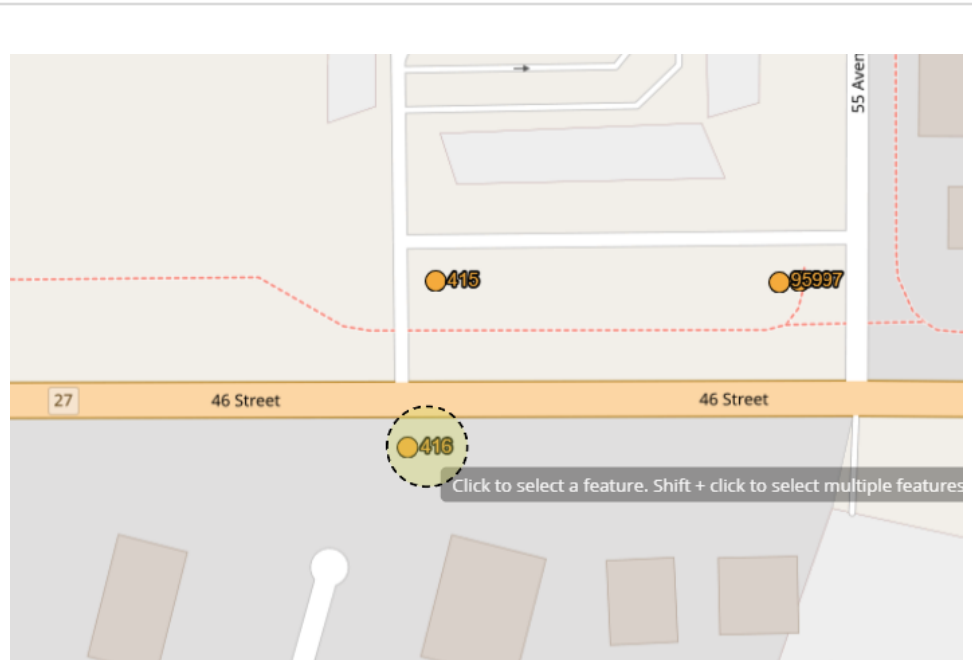 55 Aven
415
95997
27
46 Street
46 Street
416
Click to select a feature. Shift + click to select multiple features